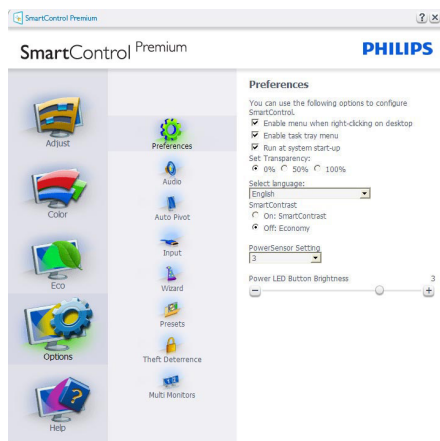 SmartControl Premium
? ×
SmartControl Premium
PHILIPS
Adjust
Color
Eco
Options
Help
Preferences
Audio
Auto Pivot
Input
Wizard
Presets
Theft Deterrence
Multi Monitors
Preferences
You can use the following options to configure
SmartControl.
Enable menu when right-clicking on desktop
Enable task tray menu
Run at system start-up
Set Transparency:
0% 50% 100%
Select language:
English
SmartContrast
On: SmartContrast
Off: Economy
PowerSensor Setting
3
Power LED Button Brightness 3